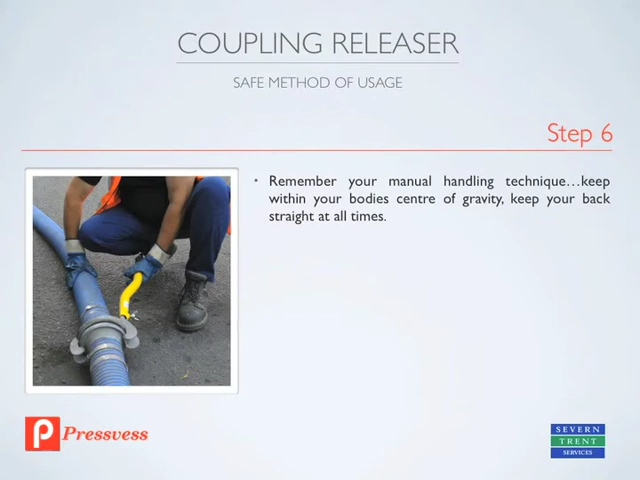 COUPLING RELEASER
SAFE METHOD OF USAGE
Step 6
• Remember your manual handling technique…keep
within your bodies centre of gravity, keep your back
straight at all times.
P Pressvess
SEVERN
TRENT
SERVICES